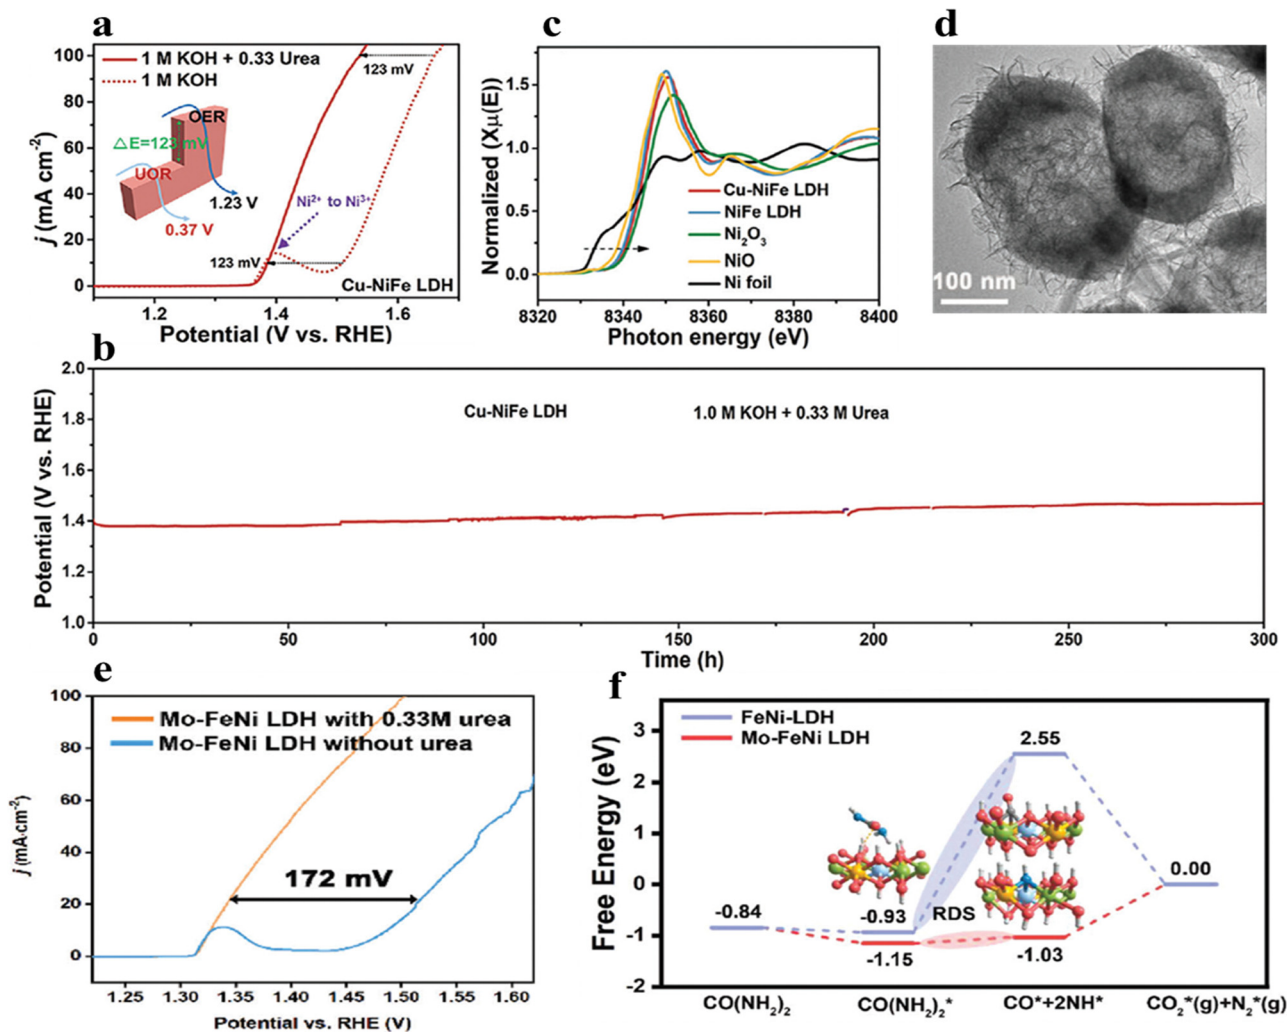 a
1 M KOH + 0.33 Urea
1 M KOH
123 mV
OER
△E=123 mV
UOR
1.23 V
0.37 V
Ni²⁺ to Ni³⁺
123 mV
Cu-NiFe LDH
100
80
60
40
20
0
j (mA cm⁻²)
1.2 1.4 1.6
Potential (V vs. RHE)
c
1.5
1.0
0.5
0.0
Normalized (Xμ(E))
Cu-NiFe LDH
NiFe LDH
Ni₂O₃
NiO
Ni foil
8320 8340 8360 8380 8400
Photon energy (eV)
d
100 nm
b
2.0
1.8
1.6
1.4
1.2
1.0
Potential (V vs. RHE)
Cu-NiFe LDH 1.0 M KOH + 0.33 M Urea
0 50 100 150 200 250 300
Time (h)
e
100
80
60
40
20
0
j (mA·cm⁻²)
Mo-FeNi LDH with 0.33M urea
Mo-FeNi LDH without urea
172 mV
1.25 1.30 1.35 1.40 1.45 1.50 1.55 1.60
Potential vs. RHE (V)
f
3
2
1
0
-1
-2
Free Energy (eV)
FeNi-LDH
Mo-FeNi LDH
2.55
0.00
-0.84
-0.93
RDS
-1.15
-1.03
CO(NH₂)₂ CO(NH₂)₂* CO*+2NH* CO₂*(g)+N₂*(g)